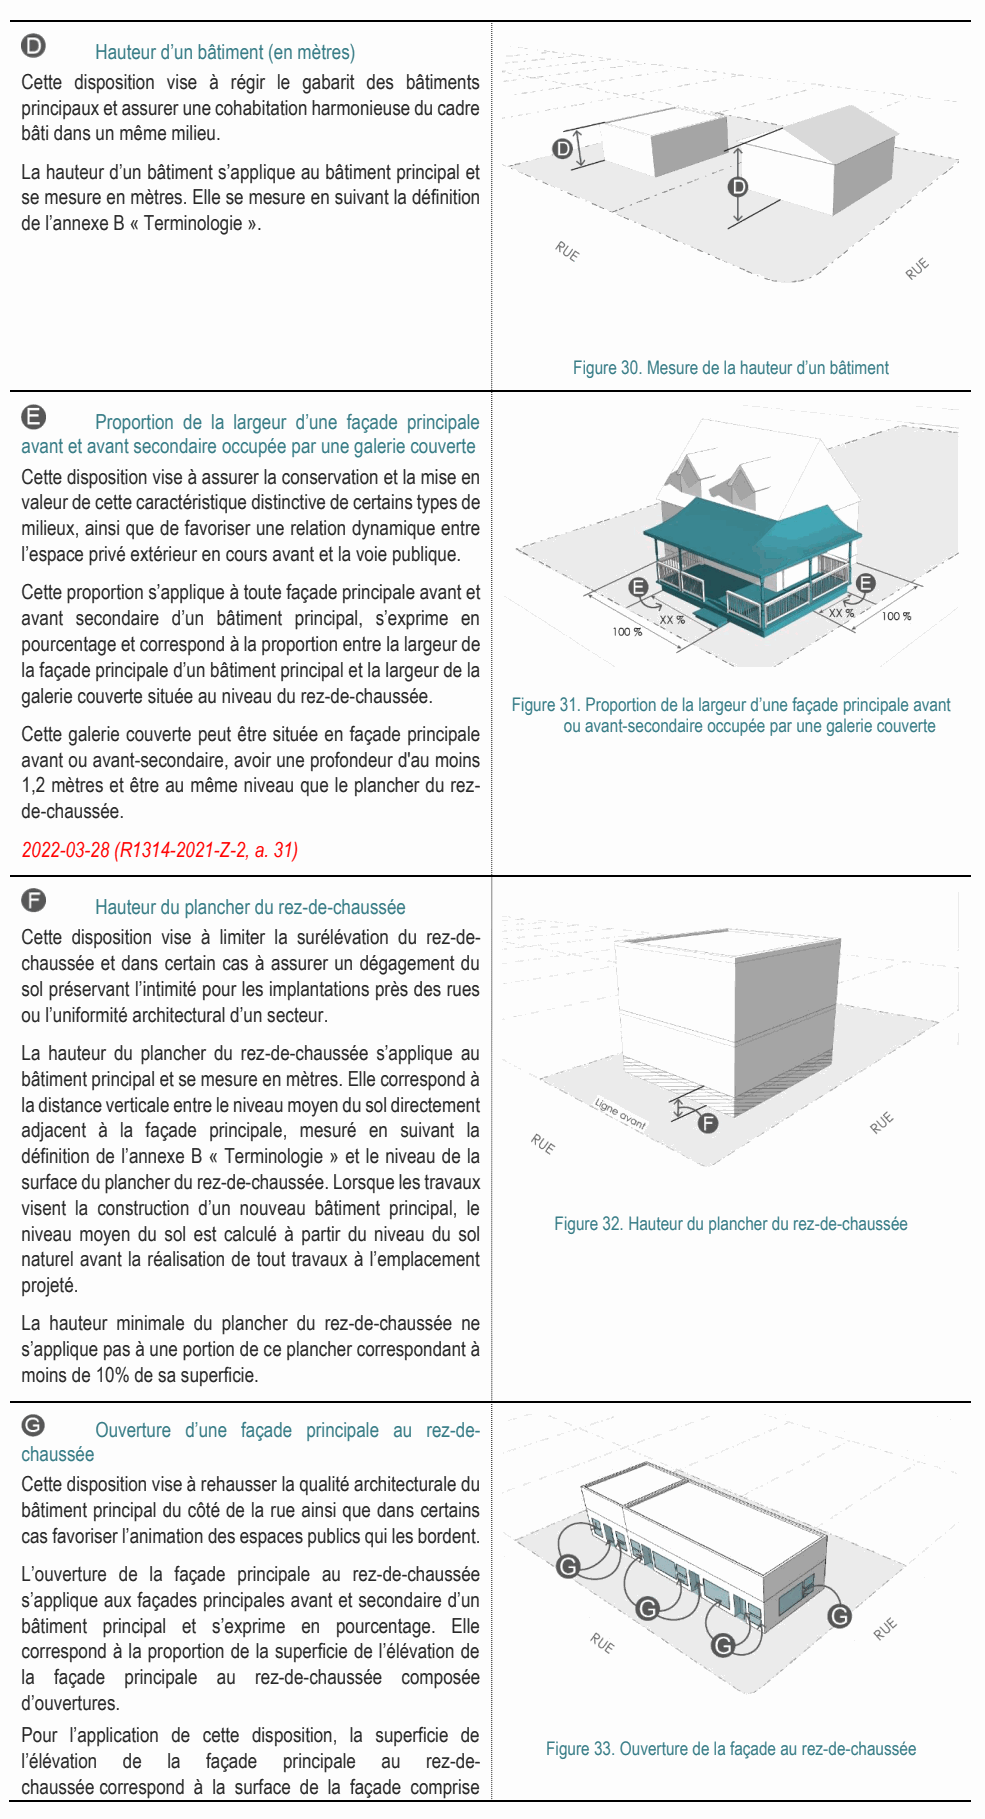 D Hauteur d’un bâtiment (en mètres)
Cette disposition vise à régir le gabarit des bâtiments
principaux et assurer une cohabitation harmonieuse du cadre
bâti dans un même milieu.
La hauteur d’un bâtiment s’applique au bâtiment principal et
se mesure en mètres. Elle se mesure en suivant la définition
de l’annexe B « Terminologie ».
D
D
RUE
RUE
Figure 30. Mesure de la hauteur d’un bâtiment
E Proportion de la largeur d’une façade principale
avant et avant secondaire occupée par une galerie couverte
Cette disposition vise à assurer la conservation et la mise en
valeur de cette caractéristique distinctive de certains types de
milieux, ainsi que de favoriser une relation dynamique entre
l’espace privé extérieur en cours avant et la voie publique.
Cette proportion s’applique à toute façade principale avant et
avant secondaire d’un bâtiment principal, s’exprime en
pourcentage et correspond à la proportion entre la largeur de
la façade principale d’un bâtiment principal et la largeur de la
galerie couverte située au niveau du rez-de-chaussée.
Cette galerie couverte peut être située en façade principale
avant ou avant-secondaire, avoir une profondeur d'au moins
1,2 mètres et être au même niveau que le plancher du rez-
de-chaussée.
2022-03-28 (R1314-2021-Z-2, a. 31)
E
E
XX %
XX %
100 %
100 %
Figure 31. Proportion de la largeur d’une façade principale avant
ou avant-secondaire occupée par une galerie couverte
F Hauteur du plancher du rez-de-chaussée
Cette disposition vise à limiter la surélévation du rez-de-
chaussée et dans certain cas à assurer un dégagement du
sol préservant l’intimité pour les implantations près des rues
ou l’uniformité architectural d’un secteur.
La hauteur du plancher du rez-de-chaussée s’applique au
bâtiment principal et se mesure en mètres. Elle correspond à
la distance verticale entre le niveau moyen du sol directement
adjacent à la façade principale, mesuré en suivant la
définition de l’annexe B « Terminologie » et le niveau de la
surface du plancher du rez-de-chaussée. Lorsque les travaux
visent la construction d’un nouveau bâtiment principal, le
niveau moyen du sol est calculé à partir du niveau du sol
naturel avant la réalisation de tout travaux à l’emplacement
projeté.
La hauteur minimale du plancher du rez-de-chaussée ne
s’applique pas à une portion de ce plancher correspondant à
moins de 10% de sa superficie.
Ligne avant
F
RUE
RUE
Figure 32. Hauteur du plancher du rez-de-chaussée
G Ouverture d’une façade principale au rez-de-
chaussée
Cette disposition vise à rehausser la qualité architecturale du
bâtiment principal du côté de la rue ainsi que dans certains
cas favoriser l’animation des espaces publics qui les bordent.
L’ouverture de la façade principale au rez-de-chaussée
s’applique aux façades principales avant et secondaire d’un
bâtiment principal et s’exprime en pourcentage. Elle
correspond à la proportion de la superficie de l’élévation de
la façade principale au rez-de-chaussée composée
d’ouvertures.
Pour l’application de cette disposition, la superficie de
l’élévation de la façade principale au rez-de-
chaussée correspond à la surface de la façade comprise
G
G
G
G
RUE
RUE
Figure 33. Ouverture de la façade au rez-de-chaussée